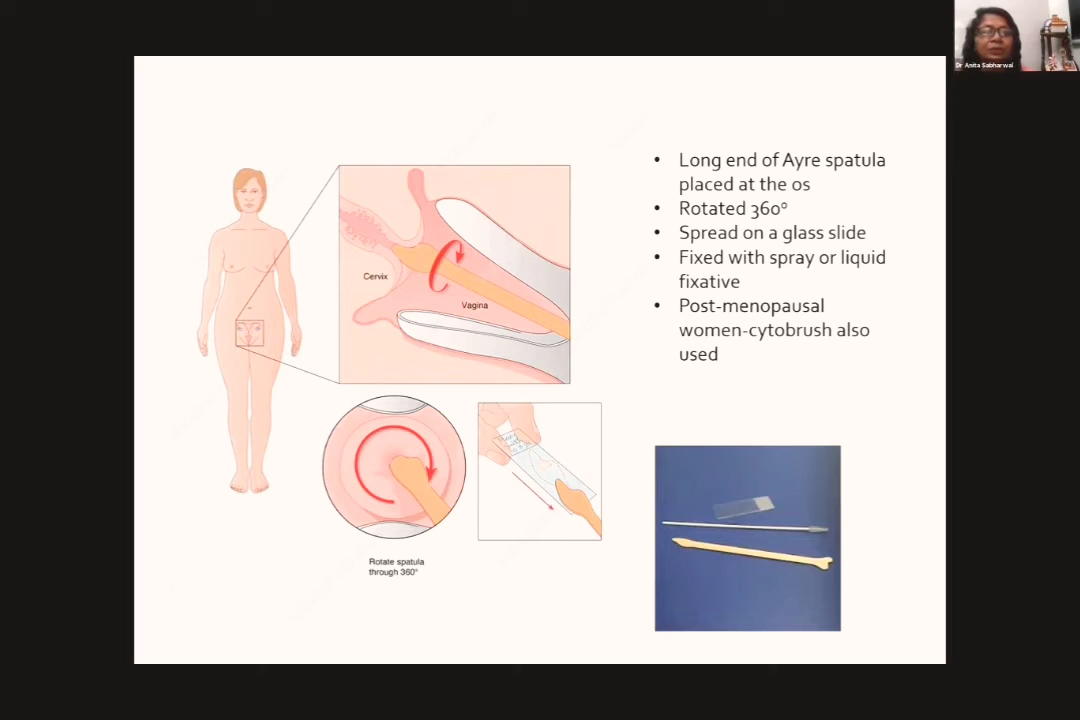 Dr Anita Sabharwal
• Long end of Ayre spatula
placed at the os
• Rotated 360º
• Spread on a glass slide
• Fixed with spray or liquid
fixative
• Post-menopausal
women-cytobrush also
used
Cervix
Vagina
Rotate spatula
through 360°